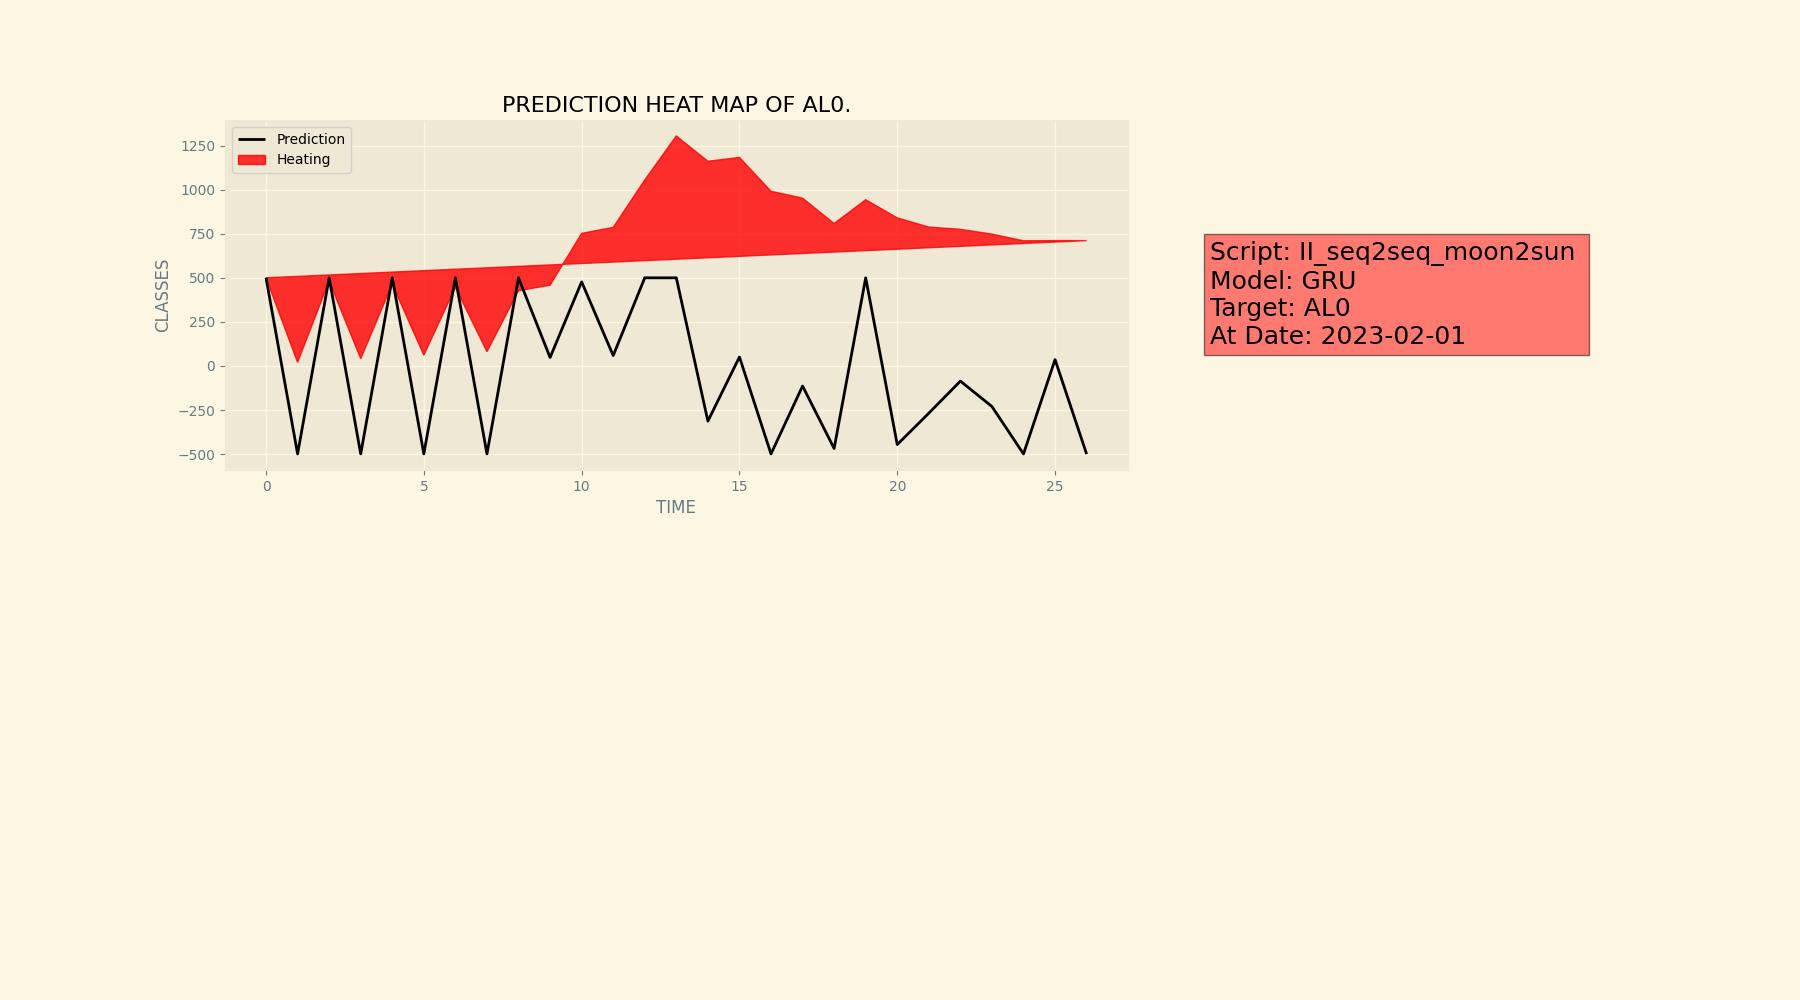 PREDICTION HEAT MAP OF AL0.
Prediction
Heating
1250
1000
750
500
250
0
−250
−500
CLASSES
0 5 10 15 20 25
TIME
Script: II_seq2seq_moon2sun
Model: GRU
Target: AL0
At Date: 2023-02-01